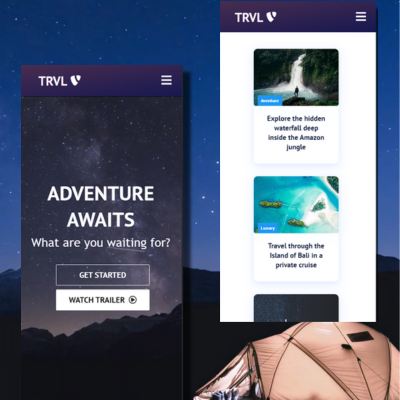 TRVL
ADVENTURE
AWAITS
What are you waiting for?
GET STARTED
WATCH TRAILER
TRVL
Adventure
Explore the hidden
waterfall deep
inside the Amazon
jungle
Luxury
Travel through the
Island of Bali in a
private cruise